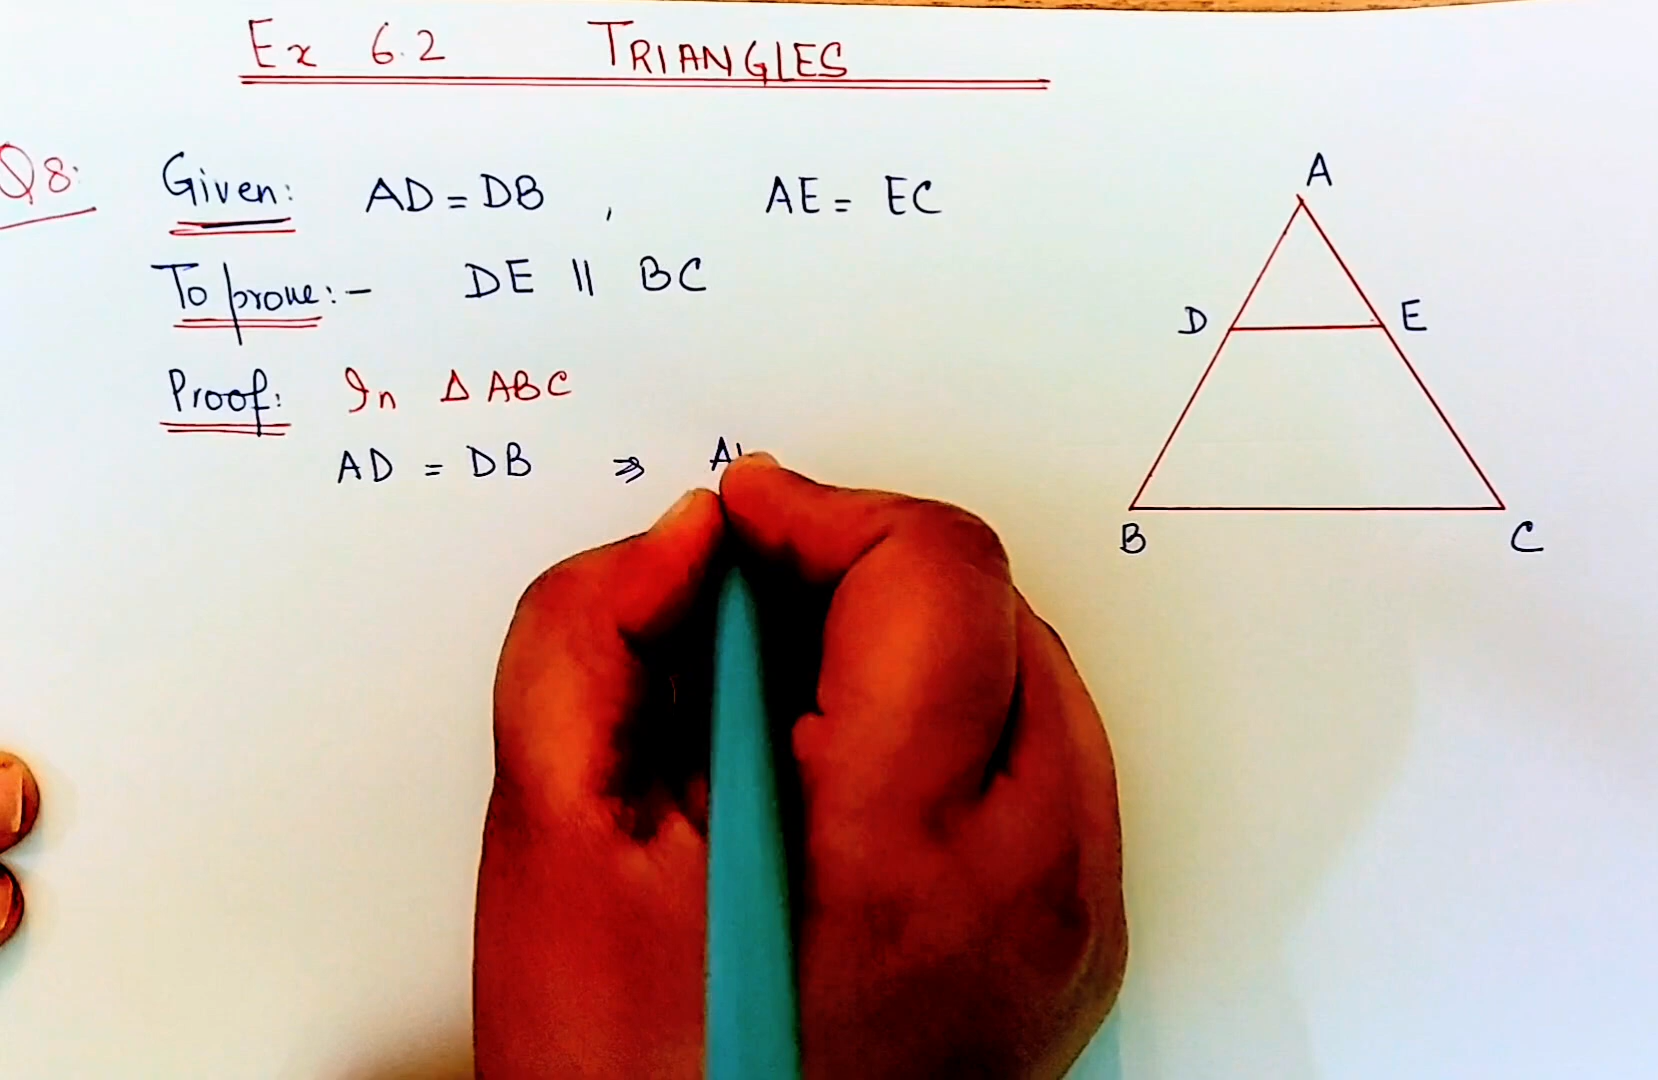 Ex 6.2 TRIANGLES
Q8. Given: AD = DB , AE = EC
To prove:- DE || BC
Proof: In Δ ABC
AD = DB ⇒ A
A
D E
B C